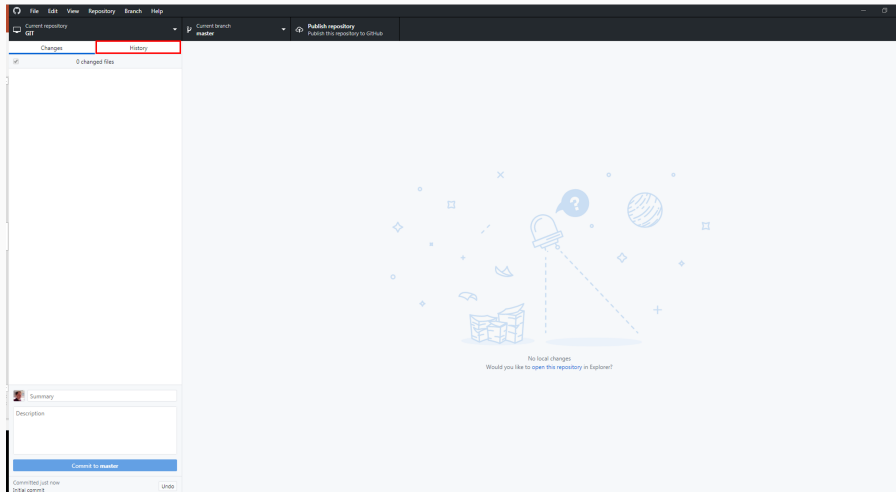 File Edit View Repository Branch Help
Current repository
GIT
Current branch
master
Publish repository
Publish this repository to GitHub
Changes History
0 changed files
?
No local changes
Would you like to open this repository in Explorer?
Summary
Description
Commit to master
Committed just now
Initial commit
Undo